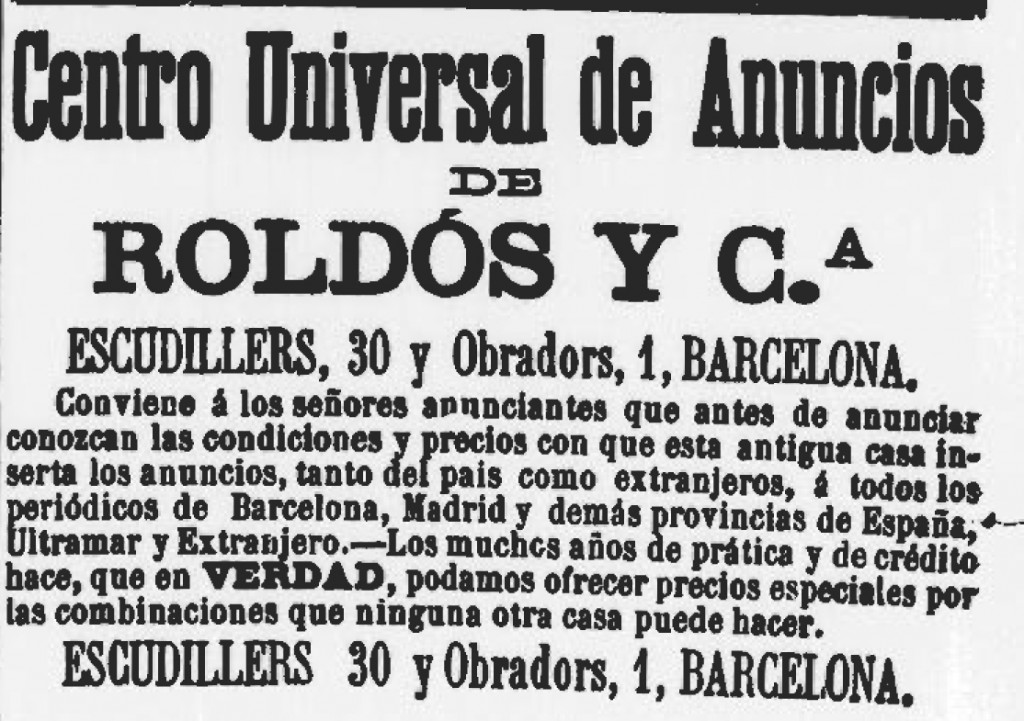 Centro Universal de Anuncios
DE
ROLDÓS Y C.A
ESCUDILLERS, 30 y Obradors, 1, BARCELONA.
Conviene á los señores anunciantes que antes de anunciar
conozcan las condiciones y precios con que esta antigua casa in-
serta los anuncios, tanto del pais como extranjeros, á todos los
periódicos de Barcelona, Madrid y demás provincias de España,
Ultramar y Extranjero.—Los muchos años de prática y de crédito
hace, que en VERDAD, podamos ofrecer precios especiales por
las combinaciones que ninguna otra casa puede hacer.
ESCUDILLERS 30 y Obradors, 1, BARCELONA.